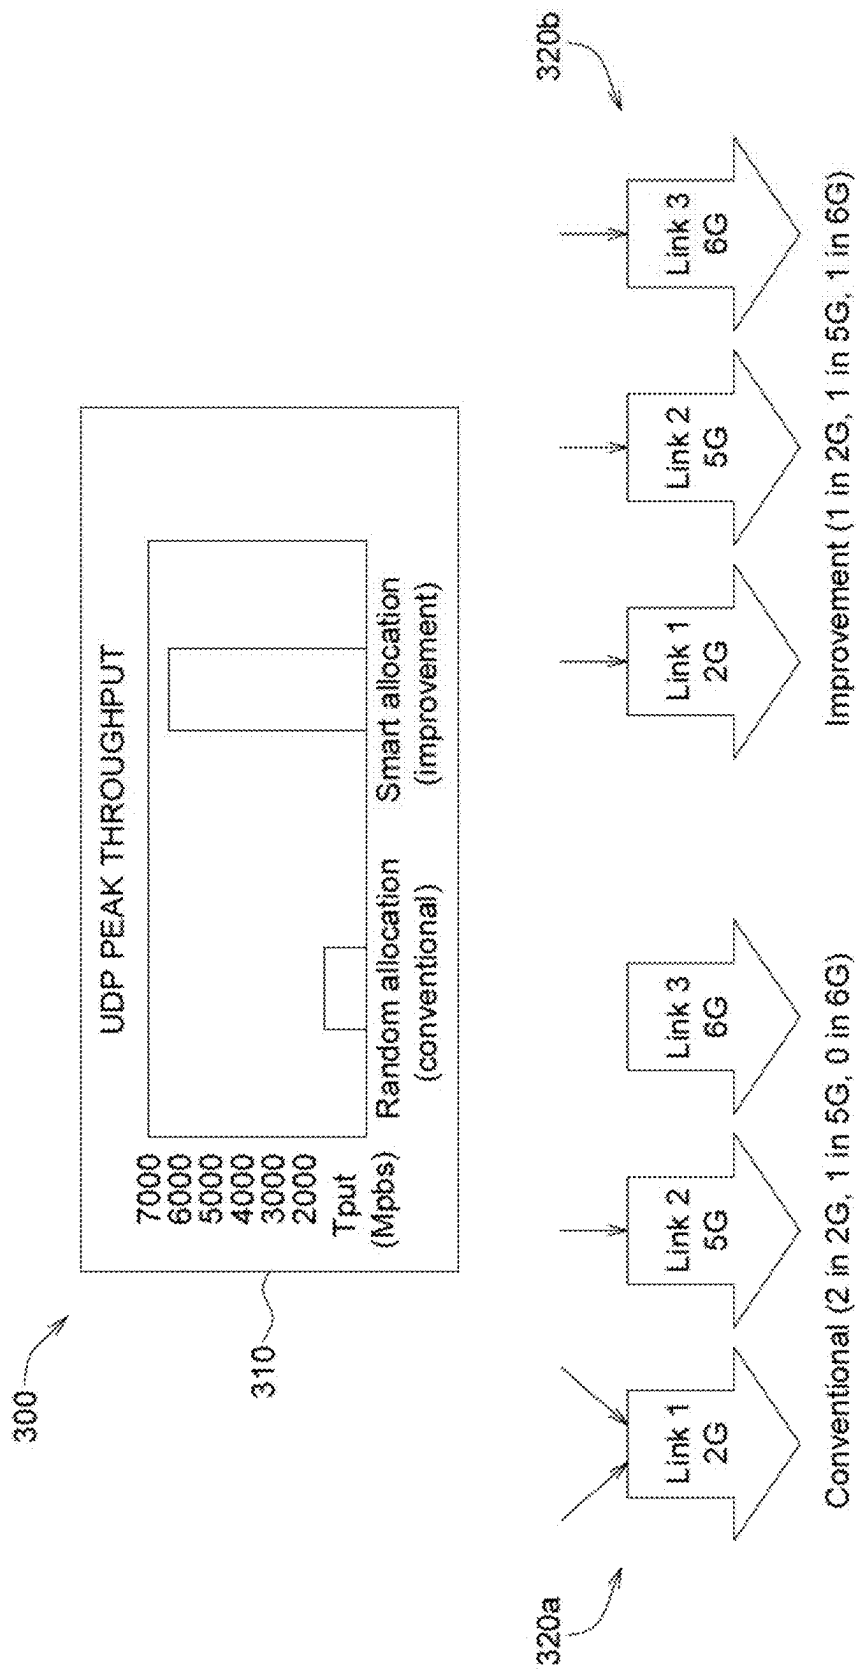 300
310
UDP PEAK THROUGHPUT
7000
6000
5000
4000
3000
2000
Tput
(Mpbs)
Random allocation
(conventional)
Smart allocation
(improvement)
320a
Link 1
2G
Link 2
5G
Link 3
6G
Conventional (2 in 2G, 1 in 5G, 0 in 6G)
320b
Link 1
2G
Link 2
5G
Link 3
6G
Improvement (1 in 2G, 1 in 5G, 1 in 6G)